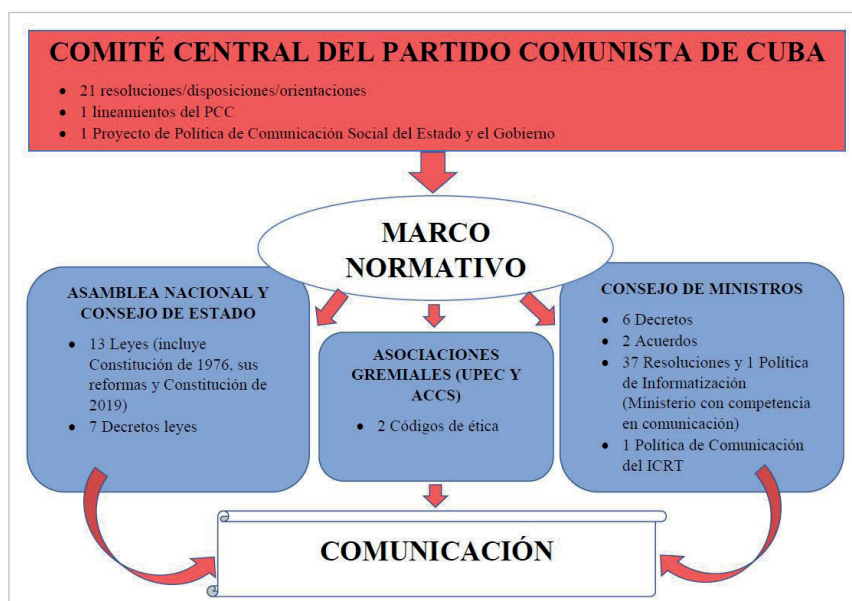 COMITÉ CENTRAL DEL PARTIDO COMUNISTA DE CUBA
• 21 resoluciones/disposiciones/orientaciones
• 1 lineamientos del PCC
• 1 Proyecto de Política de Comunicación Social del Estado y el Gobierno
MARCO
NORMATIVO
ASAMBLEA NACIONAL Y
CONSEJO DE ESTADO
• 13 Leyes (incluye
Constitución de 1976, sus
reformas y Constitución de
2019)
• 7 Decretos leyes
ASOCIACIONES
GREMIALES (UPEC Y
ACCS)
• 2 Códigos de ética
CONSEJO DE MINISTROS
• 6 Decretos
• 2 Acuerdos
• 37 Resoluciones y 1 Política
de Informatización
(Ministerio con competencia
en comunicación)
• 1 Política de Comunicación
del ICRT
COMUNICACIÓN